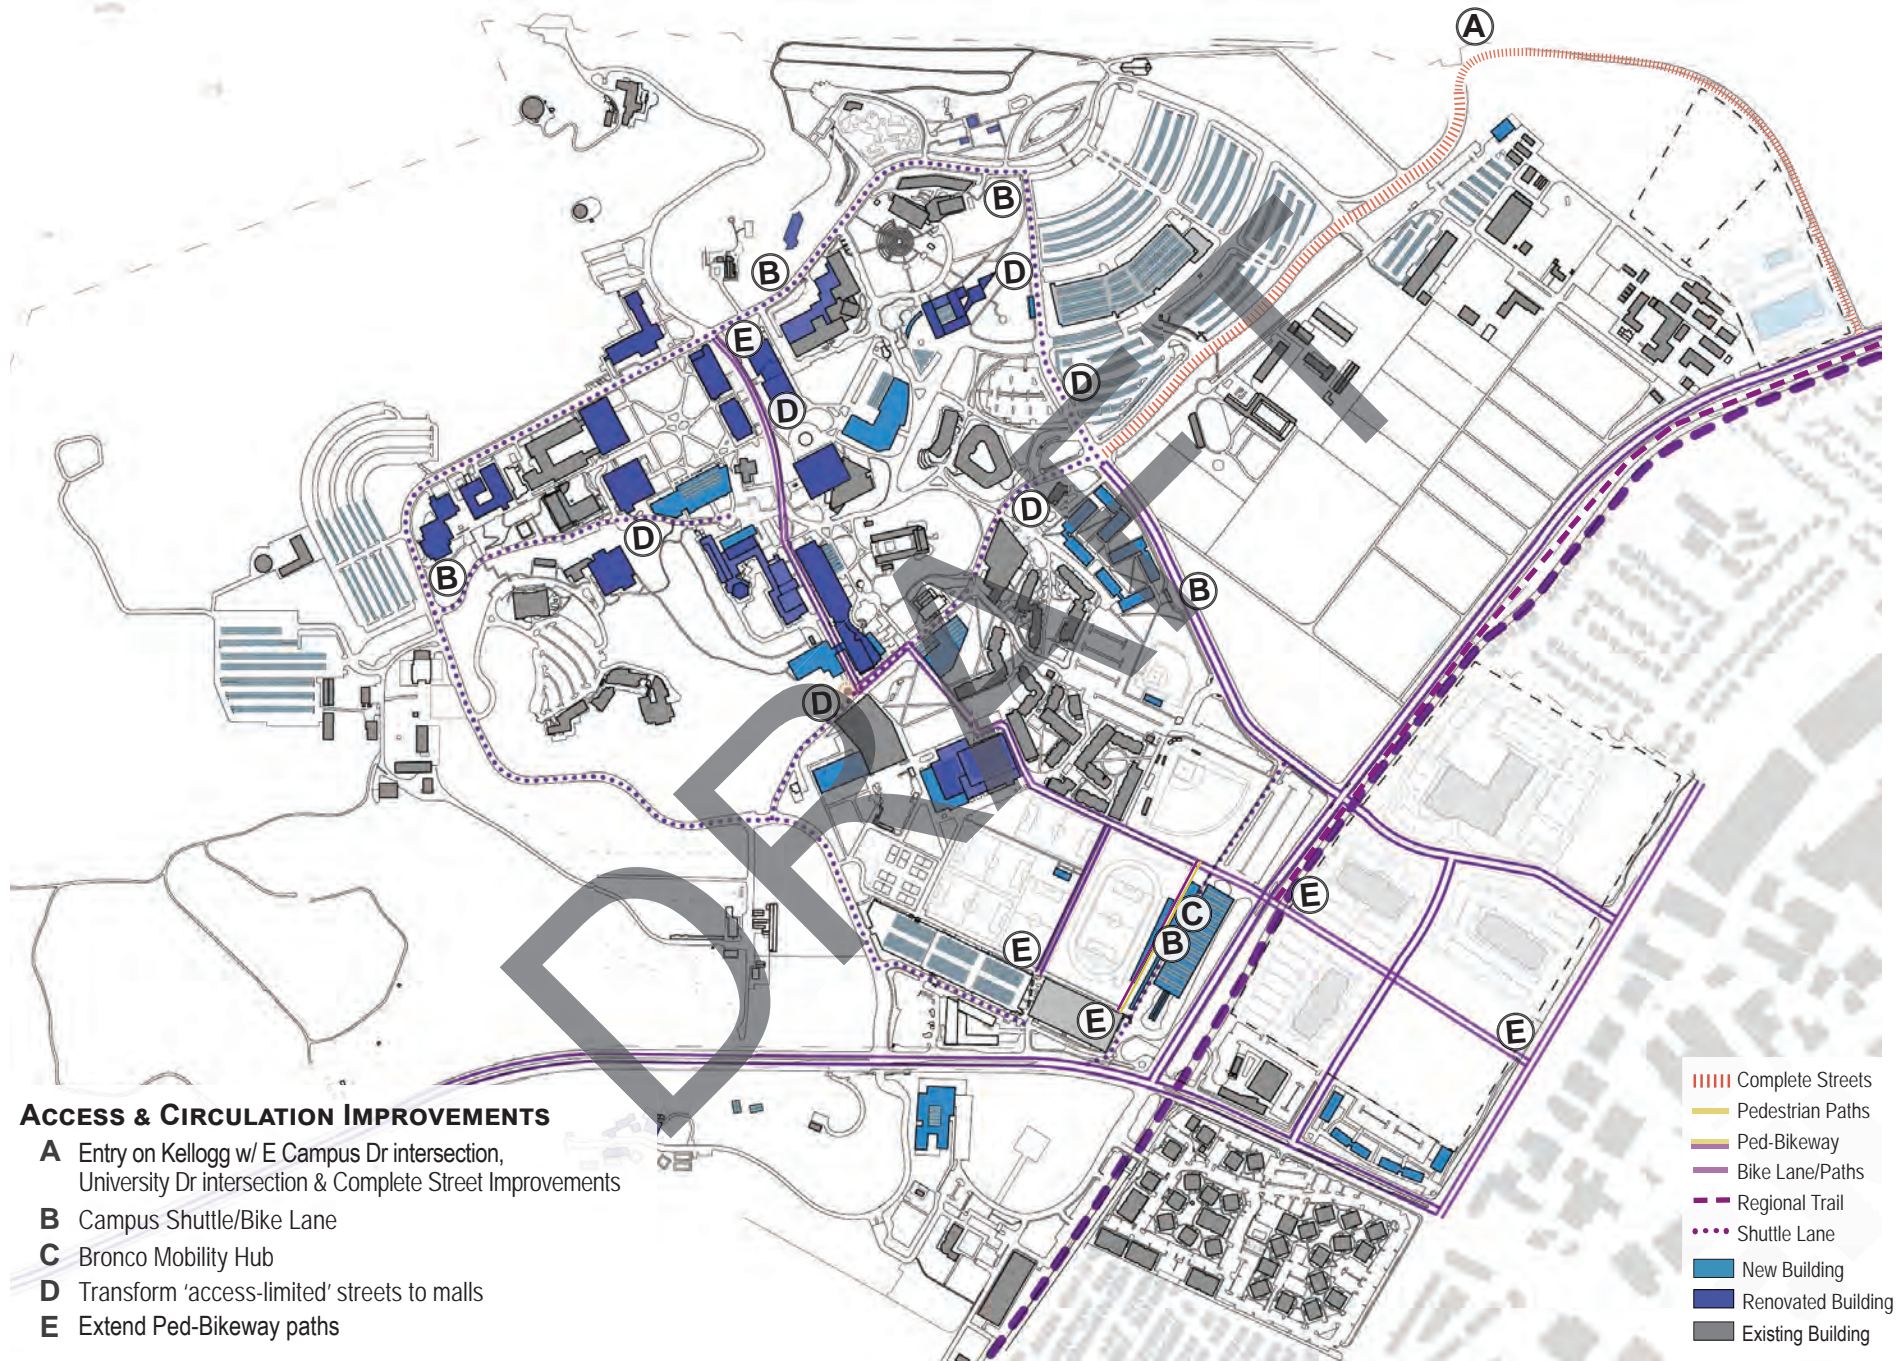 A
B
D
B
E
D
D
D
D
B
B
D
C
B
E
E
E
E
DRAFT
ACCESS & CIRCULATION IMPROVEMENTS
A Entry on Kellogg w/ E Campus Dr intersection,
University Dr intersection & Complete Street Improvements
B Campus Shuttle/Bike Lane
C Bronco Mobility Hub
D Transform ‘access-limited’ streets to malls
E Extend Ped-Bikeway paths
Complete Streets
Pedestrian Paths
Ped-Bikeway
Bike Lane/Paths
Regional Trail
Shuttle Lane
New Building
Renovated Building
Existing Building